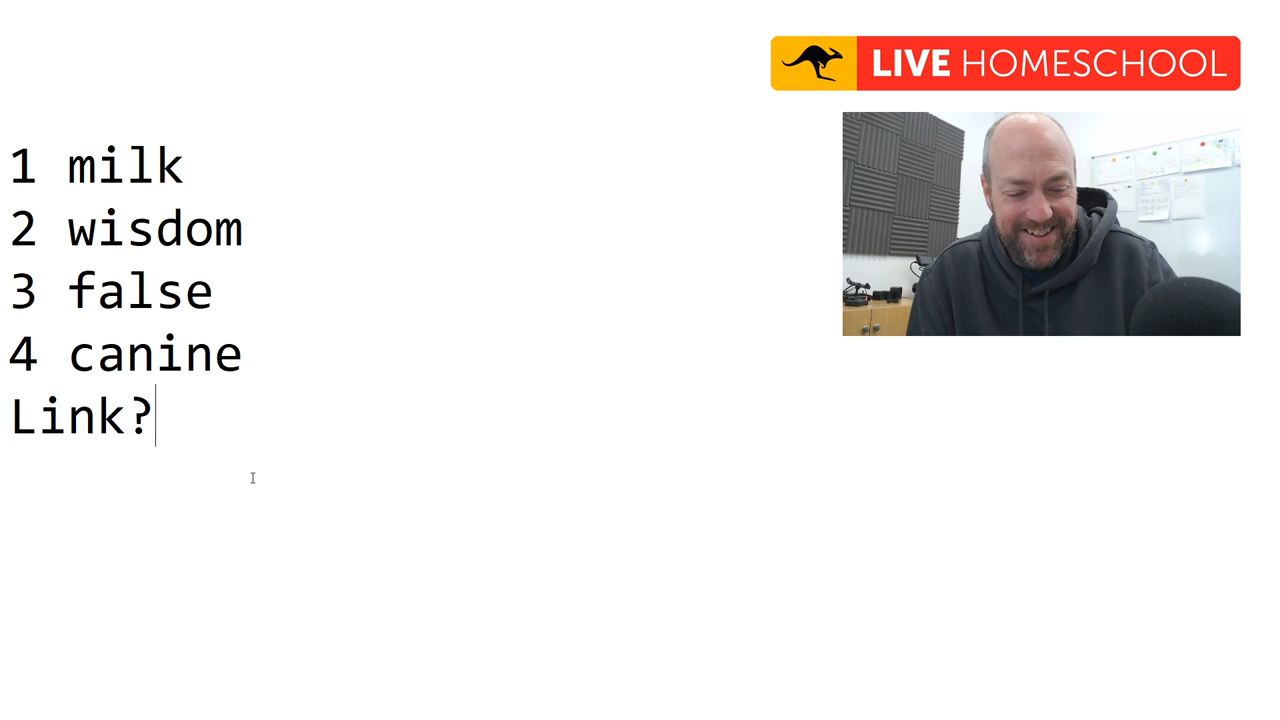 LIVE HOMESCHOOL
1 milk
2 wisdom
3 false
4 canine
Link?